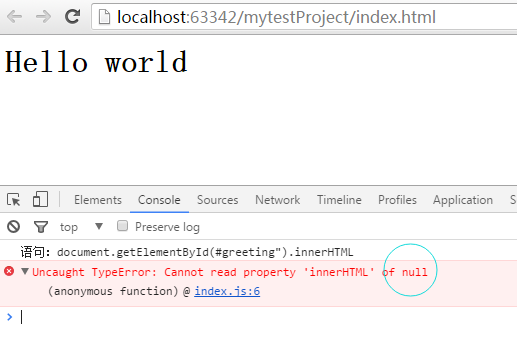 localhost:63342/mytestProject/index.html
Hello world
Elements Console Sources Network Timeline Profiles Application S
top ▼ Preserve log
语句：document.getElementById(#greeting").innerHTML
▼Uncaught TypeError: Cannot read property 'innerHTML' of null
(anonymous function) @ index.js:6
>